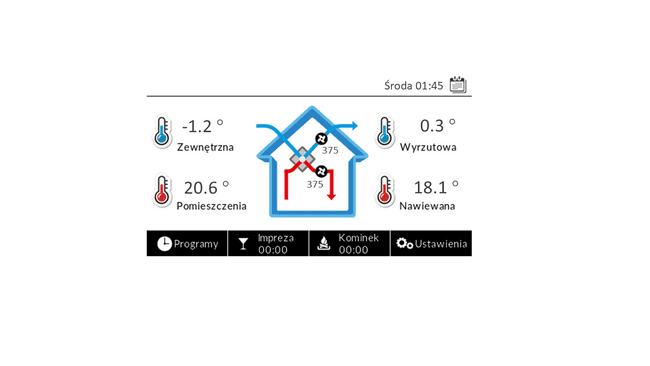 Środa 01:45
-1.2 °
Zewnętrzna
0.3 °
Wyrzutowa
375
375
20.6 °
Pomieszczenia
18.1 °
Nawiewana
Programy
Impreza
00:00
Kominek
00:00
Ustawienia